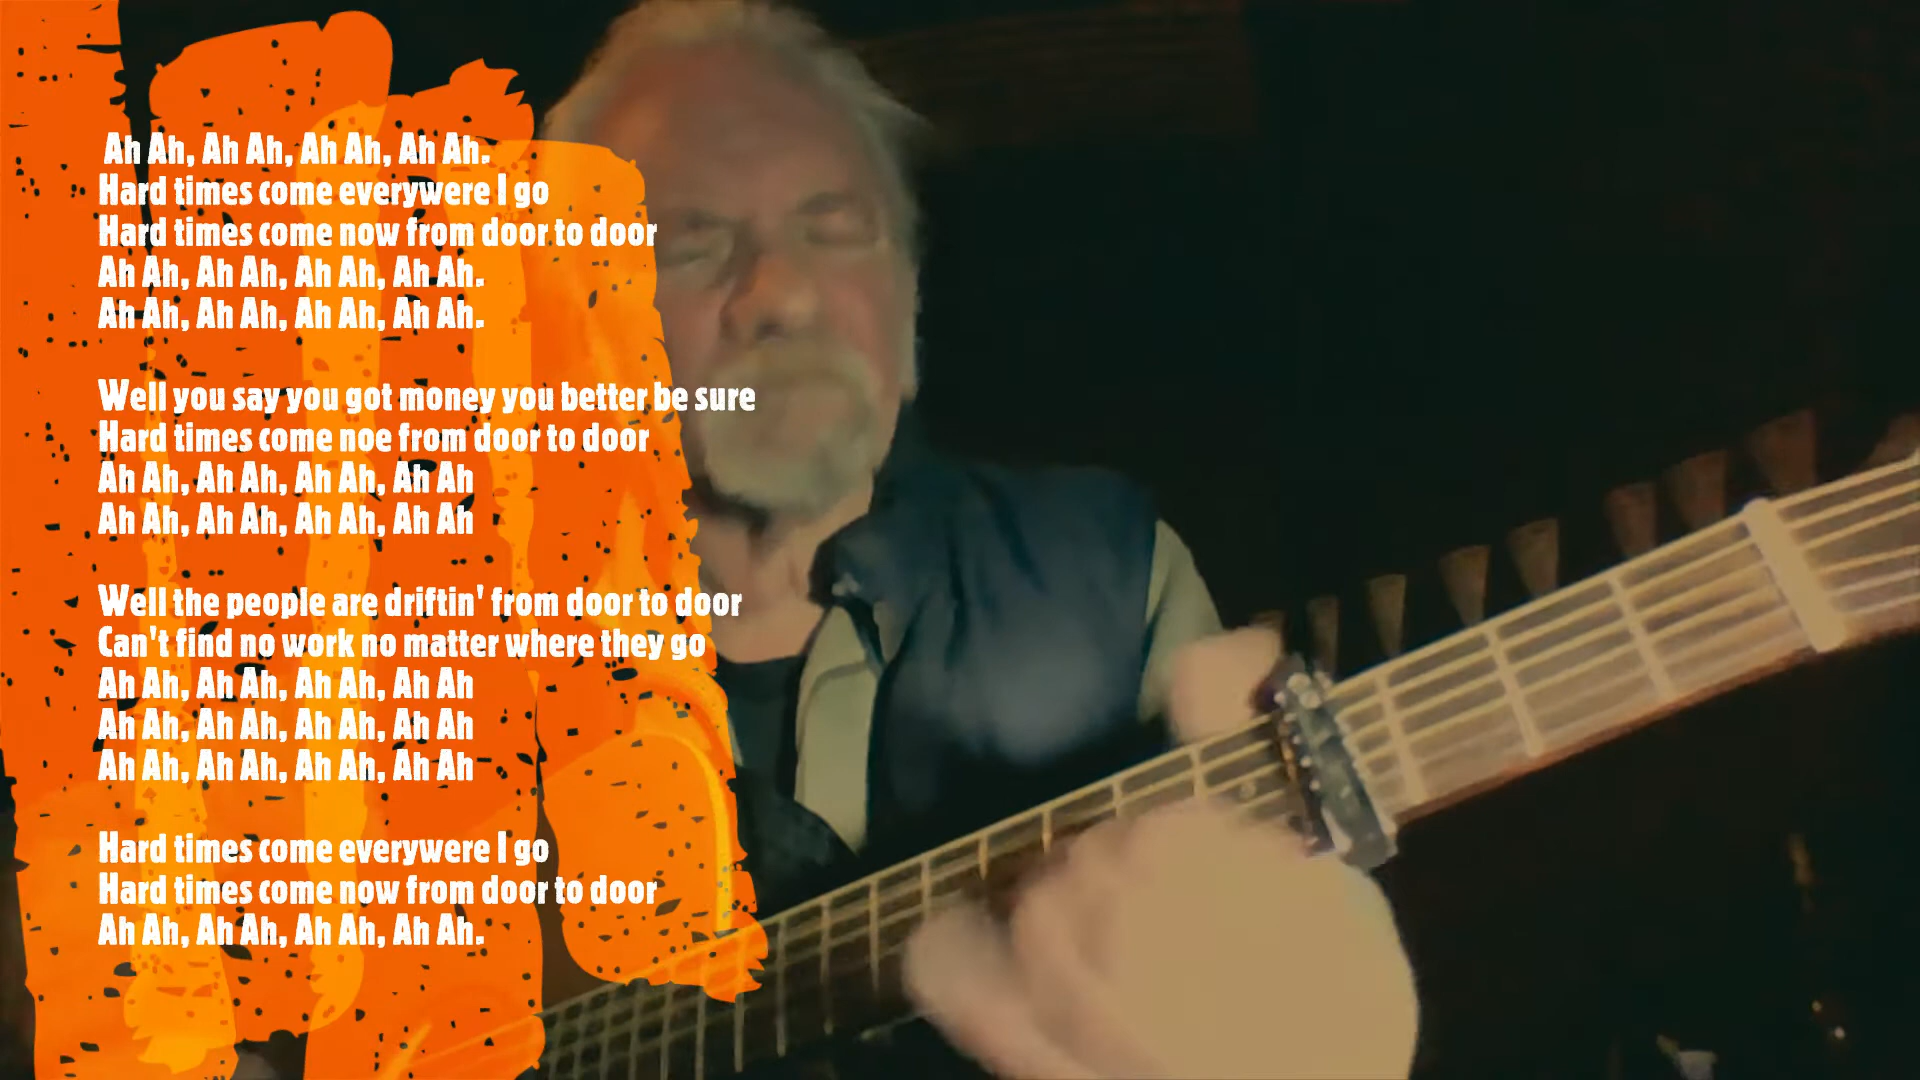 Ah Ah, Ah Ah, Ah Ah, Ah Ah.
Hard times come everywere I go
Hard times come now from door to door
Ah Ah, Ah Ah, Ah Ah, Ah Ah.
Ah Ah, Ah Ah, Ah Ah, Ah Ah.
Well you say you got money you better be sure
Hard times come noe from door to door
Ah Ah, Ah Ah, Ah Ah, Ah Ah
Ah Ah, Ah Ah, Ah Ah, Ah Ah
Well the people are driftin' from door to door
Can't find no work no matter where they go
Ah Ah, Ah Ah, Ah Ah, Ah Ah
Ah Ah, Ah Ah, Ah Ah, Ah Ah
Ah Ah, Ah Ah, Ah Ah, Ah Ah
Hard times come everywere I go
Hard times come now from door to door
Ah Ah, Ah Ah, Ah Ah, Ah Ah.